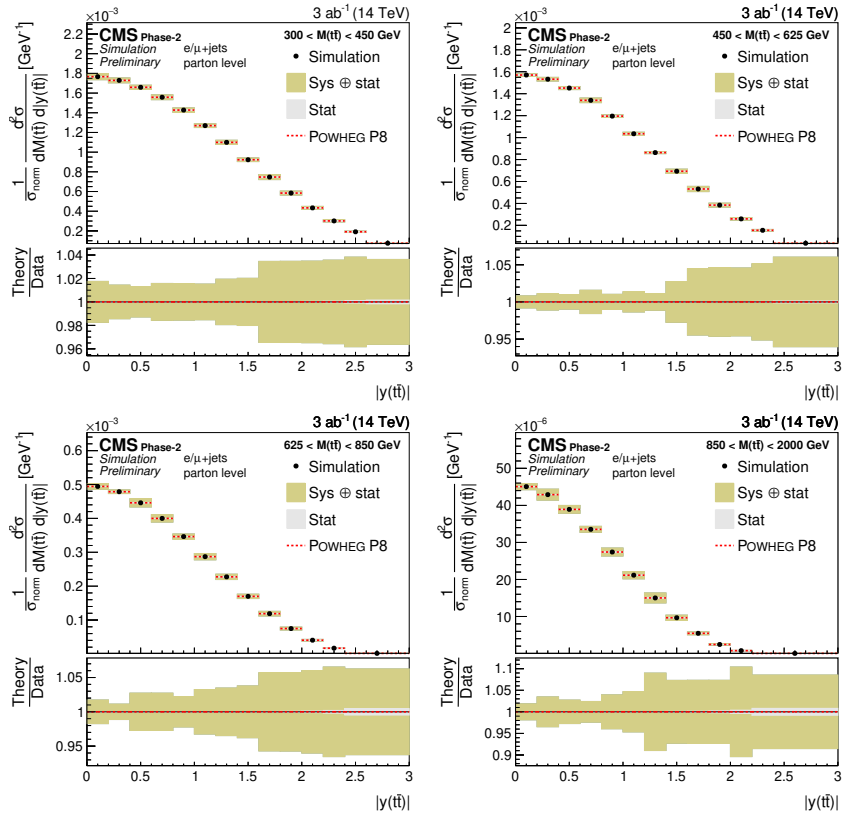 ×10⁻³ 3 ab⁻¹ (14 TeV)
CMS Phase-2 300 < M(tt̄) < 450 GeV
Simulation e/μ+jets
Preliminary parton level
Simulation
Sys ⊕ stat
Stat
POWHEG P8
1/σnorm d²σ/dM(tt̄) d|y(tt̄)| [GeV⁻¹]
2.2
2
1.8
1.6
1.4
1.2
1
0.8
0.6
0.4
0.2
Theory/Data
1.04
1.02
1
0.98
0.96
0 0.5 1 1.5 2 2.5 3
|y(tt̄)|
×10⁻³ 3 ab⁻¹ (14 TeV)
CMS Phase-2 450 < M(tt̄) < 625 GeV
Simulation e/μ+jets
Preliminary parton level
Simulation
Sys ⊕ stat
Stat
POWHEG P8
1/σnorm d²σ/dM(tt̄) d|y(tt̄)| [GeV⁻¹]
2
1.8
1.6
1.4
1.2
1
0.8
0.6
0.4
0.2
Theory/Data
1.05
1
0.95
0 0.5 1 1.5 2 2.5 3
|y(tt̄)|
×10⁻³ 3 ab⁻¹ (14 TeV)
CMS Phase-2 625 < M(tt̄) < 850 GeV
Simulation e/μ+jets
Preliminary parton level
Simulation
Sys ⊕ stat
Stat
POWHEG P8
1/σnorm d²σ/dM(tt̄) d|y(tt̄)| [GeV⁻¹]
0.6
0.5
0.4
0.3
0.2
0.1
Theory/Data
1.05
1
0.95
0 0.5 1 1.5 2 2.5 3
|y(tt̄)|
×10⁻⁶ 3 ab⁻¹ (14 TeV)
CMS Phase-2 850 < M(tt̄) < 2000 GeV
Simulation e/μ+jets
Preliminary parton level
Simulation
Sys ⊕ stat
Stat
POWHEG P8
1/σnorm d²σ/dM(tt̄) d|y(tt̄)| [GeV⁻¹]
50
40
30
20
10
0
Theory/Data
1.1
1.05
1
0.95
0.9
0 0.5 1 1.5 2 2.5 3
|y(tt̄)|